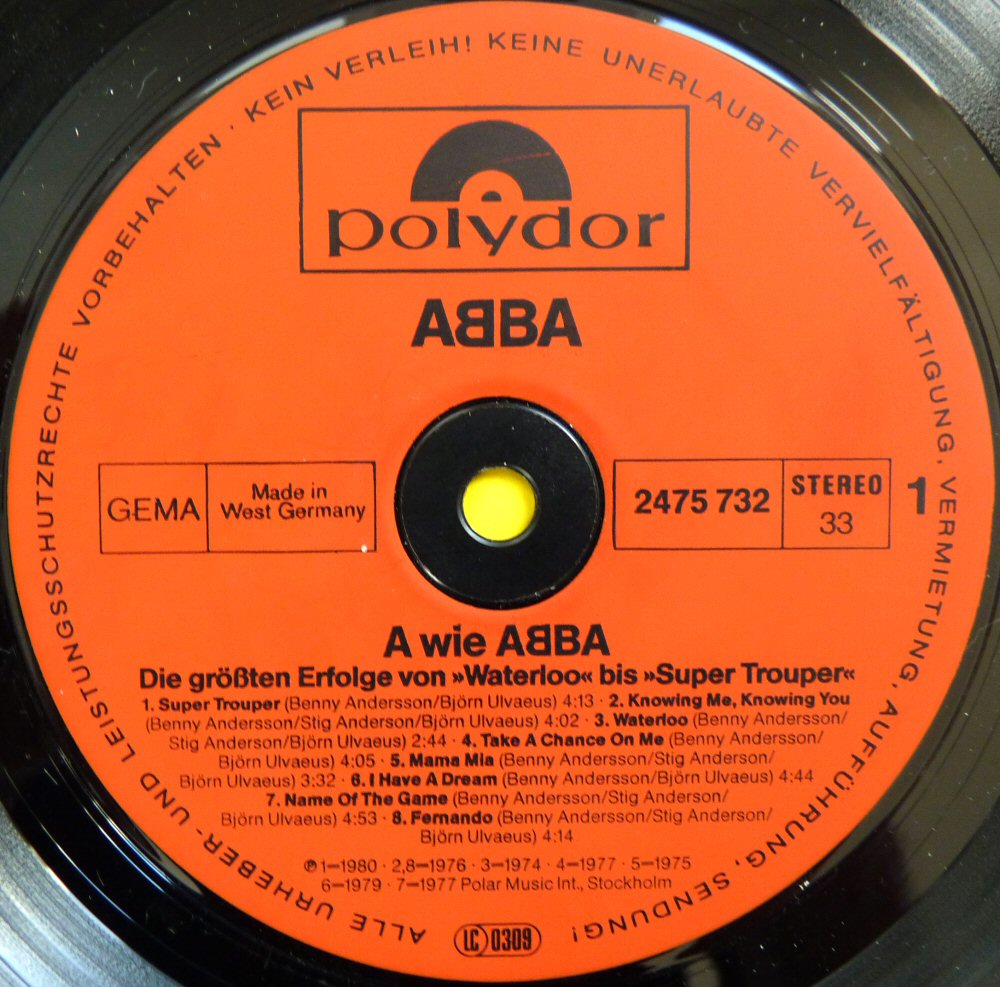 ALLE URHEBER- UND LEISTUNGSSCHUTZRECHTE VORBEHALTEN · KEIN VERLEIH! KEINE UNERLAUBTE VERVIELFÄLTIGUNG, VERMIETUNG, AUFFÜHRUNG, SENDUNG!
polydor
ABBA
GEMA
Made in
West Germany
2475 732
STEREO
33
1
A wie ABBA
Die größten Erfolge von »Waterloo« bis »Super Trouper«
1. Super Trouper (Benny Andersson/Björn Ulvaeus) 4:13 · 2. Knowing Me, Knowing You
(Benny Andersson/Stig Andersson/Björn Ulvaeus) 4:02 · 3. Waterloo (Benny Andersson/
Stig Anderson/Björn Ulvaeus) 2:44 · 4. Take A Chance On Me (Benny Andersson/
Björn Ulvaeus) 4:05 · 5. Mama Mia (Benny Andersson/Stig Anderson/
Björn Ulvaeus) 3:32 · 6. I Have A Dream (Benny Andersson/Björn Ulvaeus) 4:44
7. Name Of The Game (Benny Andersson/Stig Anderson/
Björn Ulvaeus) 4:53 · 8. Fernando (Benny Andersson/Stig Anderson/
Björn Ulvaeus) 4:14
℗ 1—1980 · 2,8—1976 · 3—1974 · 4—1977 · 5—1975
6—1979 · 7—1977 Polar Music Int., Stockholm
LC 0309